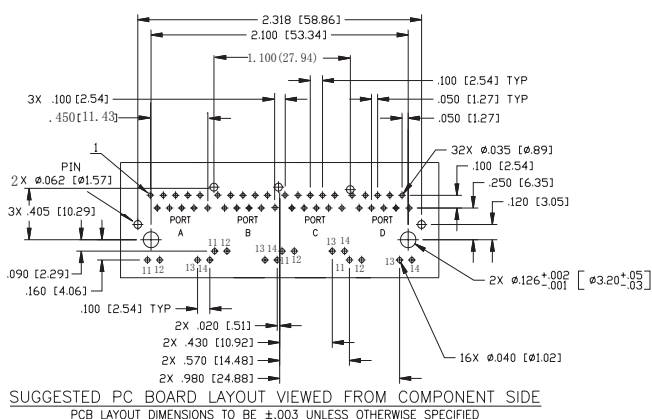 2.318 [58.86]
2.100 [53.34]
1.100(27.94)
.100 [2.54] TYP
3X .100 [2.54]
.050 [1.27] TYP
.450[11.43
.050 [1.27]
1
32X Ø.035 [Ø.89]
PIN
.100 [2.54]
2X Ø.062 [Ø1.57]
.250 [6.35]
3X .405 [10.29]
.120 [3.05]
PORT PORT PORT PORT
A B C D
11 12 13 14 11 12 13 14
11 12 13 14 11 12 13 14
.090 [2.29]
2X Ø.126 +.002 -.001 [ Ø3.20 +.05 -.03 ]
.160 [4.06]
.100 [2.54] TYP
2X .020 [.51]
2X .430 [10.92]
2X .570 [14.48]
16X Ø.040 [Ø1.02]
2X .980 [24.88]
SUGGESTED PC BOARD LAYOUT VIEWED FROM COMPONENT SIDE
PCB LAYOUT DIMENSIONS TO BE ±.003 UNLESS OTHERWISE SPECIFIED